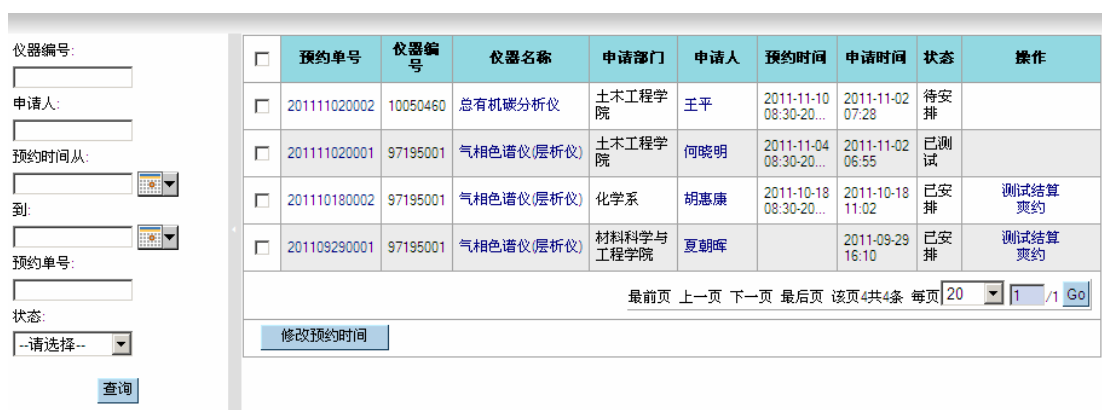 仪器编号:
申请人:
预约时间从:
到:
预约单号:
状态:
--请选择--
查询
预约单号 仪器编号 仪器名称 申请部门 申请人 预约时间 申请时间 状态 操作
201111020002 10050460 总有机碳分析仪 土木工程学院 王平 2011-11-10 08:30-20... 2011-11-02 07:28 待安排
201111020001 97195001 气相色谱仪(层析仪) 土木工程学院 何晓明 2011-11-04 08:30-20... 2011-11-02 06:55 已测试
201110180002 97195001 气相色谱仪(层析仪) 化学系 胡惠康 2011-10-18 08:30-20... 2011-10-18 11:02 已安排 测试结算 爽约
201109290001 97195001 气相色谱仪(层析仪) 材料科学与工程学院 夏朝晖 2011-09-29 16:10 已安排 测试结算 爽约
最前页 上一页 下一页 最后页 该页4共4条 每页 20 1 /1 Go
修改预约时间